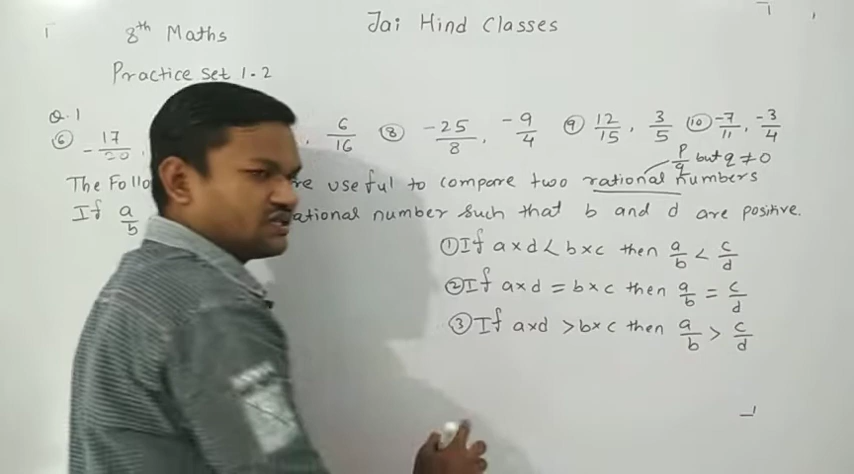 Jai Hind Classes
8th Maths
Practice set 1.2
Q.1
⑥ -17/20, 6/16 ⑧ -25/8, -9/4 ⑨ 12/15, 3/5 ⑩ -7/11, -3/4
p/q but q ≠ 0
The Follo re useful to compare two rational numbers
If a/b ational number such that b and d are positive.
① If a×d < b×c then a/b < c/d
② If a×d = b×c then a/b = c/d
③ If a×d > b×c then a/b > c/d